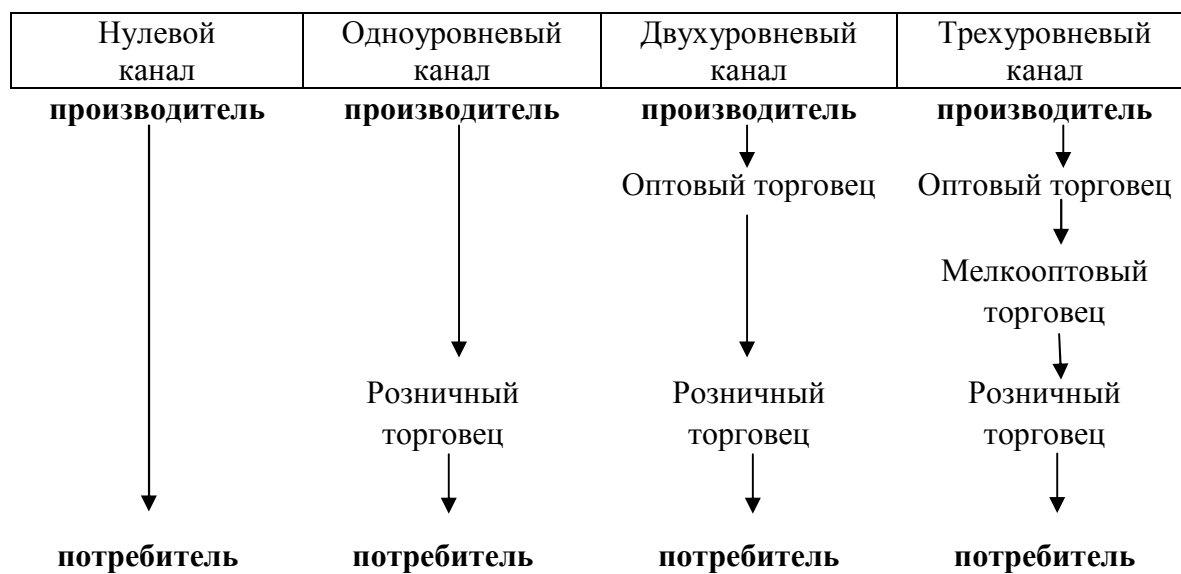 Нулевой Одноуровневый Двухуровневый Трехуровневый
канал канал канал канал
производитель производитель производитель производитель
Оптовый торговец Оптовый торговец
Мелкооптовый
торговец
Розничный Розничный Розничный
торговец торговец торговец
потребитель потребитель потребитель потребитель